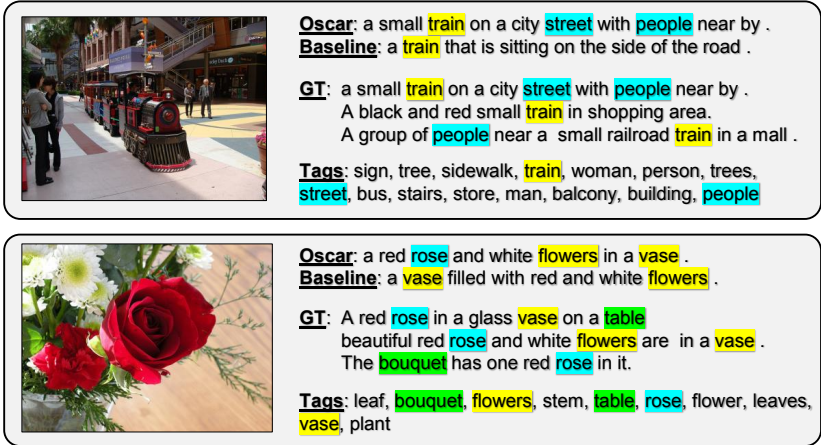 Oscar: a small train on a city street with people near by .
Baseline: a train that is sitting on the side of the road .
GT: a small train on a city street with people near by .
A black and red small train in shopping area.
A group of people near a small railroad train in a mall .
Tags: sign, tree, sidewalk, train, woman, person, trees,
street, bus, stairs, store, man, balcony, building, people
Oscar: a red rose and white flowers in a vase .
Baseline: a vase filled with red and white flowers .
GT: A red rose in a glass vase on a table
beautiful red rose and white flowers are in a vase .
The bouquet has one red rose in it.
Tags: leaf, bouquet, flowers, stem, table, rose, flower, leaves,
vase, plant